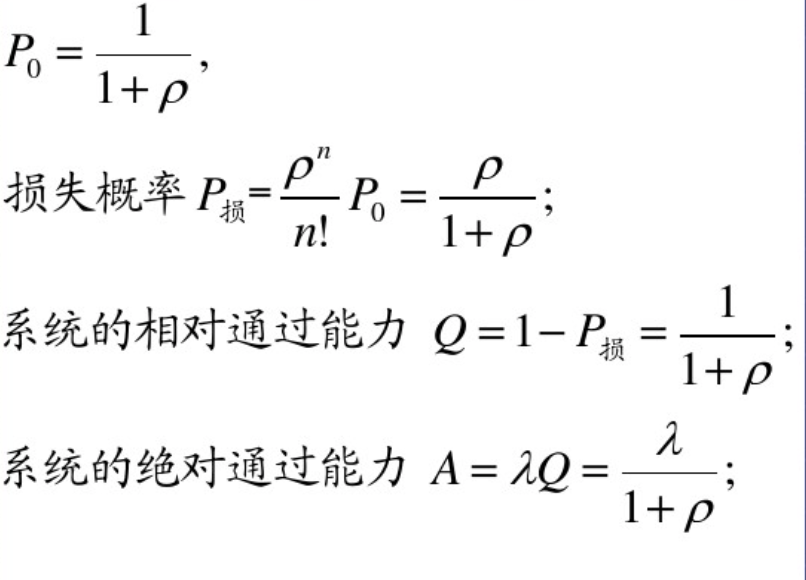 P₀ = 1/(1+ρ),
损失概率 P损 = ρⁿ/n! P₀ = ρ/(1+ρ);
系统的相对通过能力 Q = 1 − P损 = 1/(1+ρ);
系统的绝对通过能力 A = λQ = λ/(1+ρ);